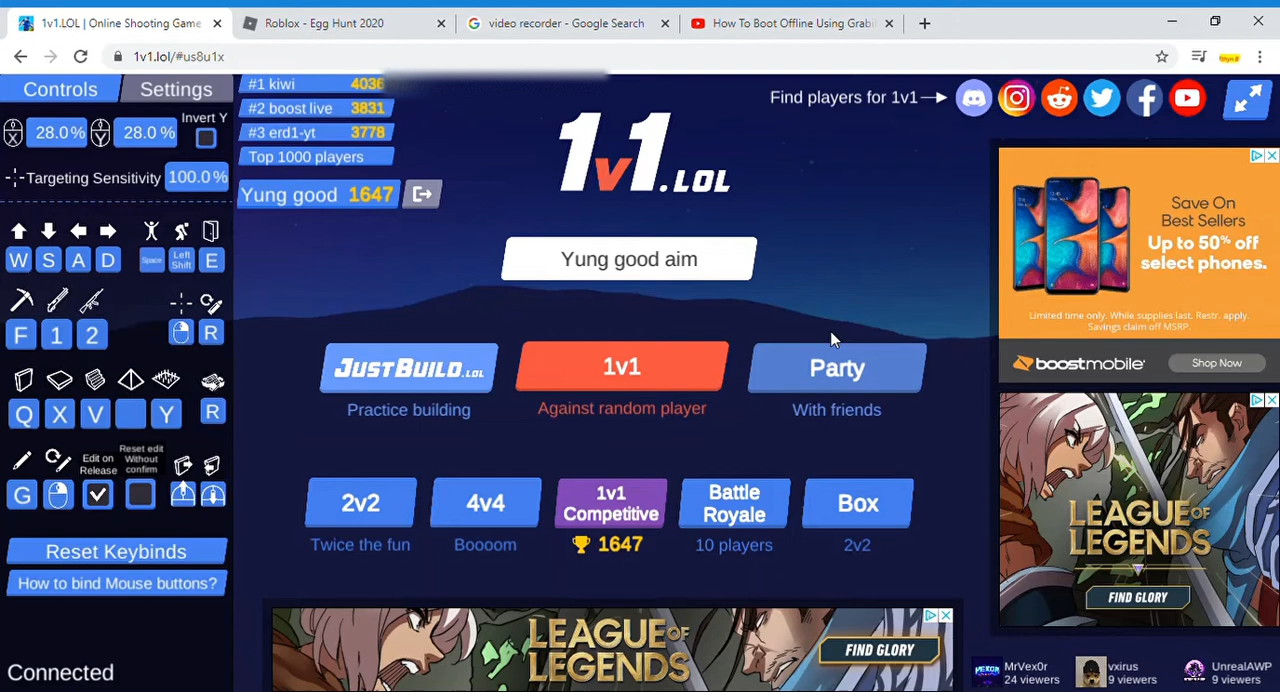 1v1.LOL | Online Shooting Game
Roblox - Egg Hunt 2020
video recorder - Google Search
How To Boot Offline Using Grabi
1v1.lol/#us8u1x
Controls
Settings
#1 kiwi 4036
#2 boost live 3831
#3 erd1-yt 3778
Top 1000 players
Yung good 1647
Find players for 1v1
X 28.0%
Y 28.0%
Invert Y
Targeting Sensitivity 100.0%
W S A D Space Left Shift E
F 1 2 R
Q X V Y R
Edit on Release
Reset edit Without confirm
G
Reset Keybinds
How to bind Mouse buttons?
Connected
1v1.LOL
Yung good aim
JustBuild.LOL
Practice building
1v1
Against random player
Party
With friends
2v2
Twice the fun
4v4
Boooom
1v1
Competitive
1647
Battle
Royale
10 players
Box
2v2
Save On
Best Sellers
Up to 50% off
select phones.
Limited time only. While supplies last. Restr. apply.
Savings claim off MSRP.
boostmobile
Shop Now
LEAGUE OF
LEGENDS
FIND GLORY
LEAGUE OF
LEGENDS
FIND GLORY
MrVex0r
24 viewers
vxirus
9 viewers
UnrealAWP
9 viewers